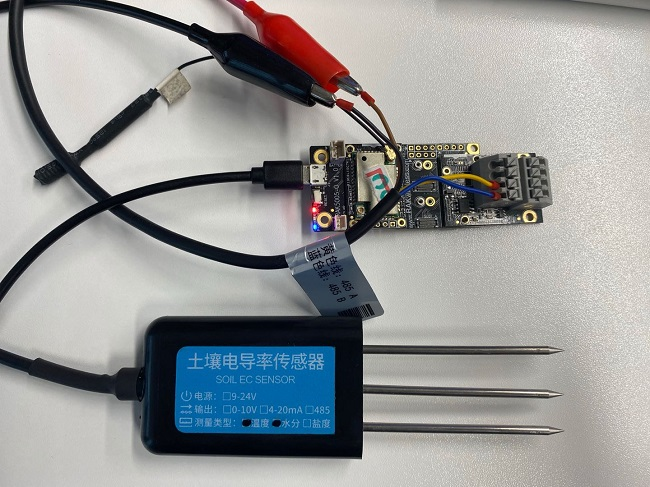 黄色线: 485 A
蓝色线: 485 B
土壤电导率传感器
SOIL EC SENSOR
电源: □9-24V
输出: □0-10V □4-20mA □485
测量类型: 温度 水分 □盐度